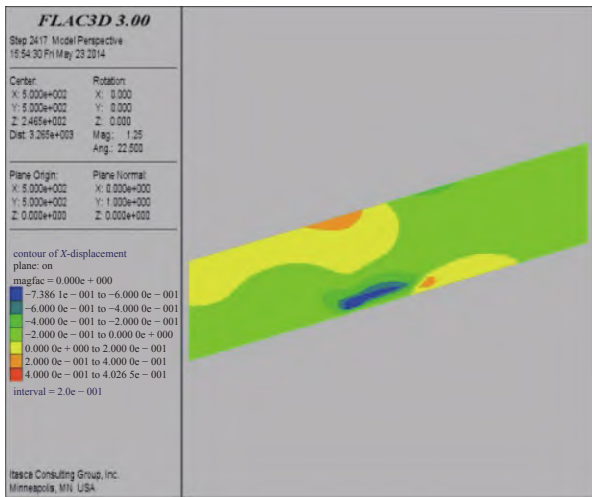 FLAC3D 3.00
Step 2417 Model Perspective
15:54:30 Fri May 23 2014
Center: Rotation:
X: 5.000e+002 X: 0.000
Y: 5.000e+002 Y: 0.000
Z: 2.465e+002 Z: 0.000
Dist: 3.265e+003 Mag.: 1.25
Ang.: 22.500
Plane Origin: Plane Normal:
X: 5.000e+002 X: 0.000e+000
Y: 5.000e+002 Y: 1.000e+000
Z: 0.000e+000 Z: 0.000e+000
contour of X-displacement
plane: on
magfac = 0.000e + 000
−7.386 1e − 001 to −6.000 0e − 001
−6.000 0e − 001 to −4.000 0e − 001
−4.000 0e − 001 to −2.000 0e − 001
−2.000 0e − 001 to 0.000 0e + 000
0.000 0e + 000 to 2.000 0e − 001
2.000 0e − 001 to 4.000 0e − 001
4.000 0e − 001 to 4.026 5e − 001
interval = 2.0e − 001
Itasca Consulting Group, Inc.
Minneapolis, MN USA